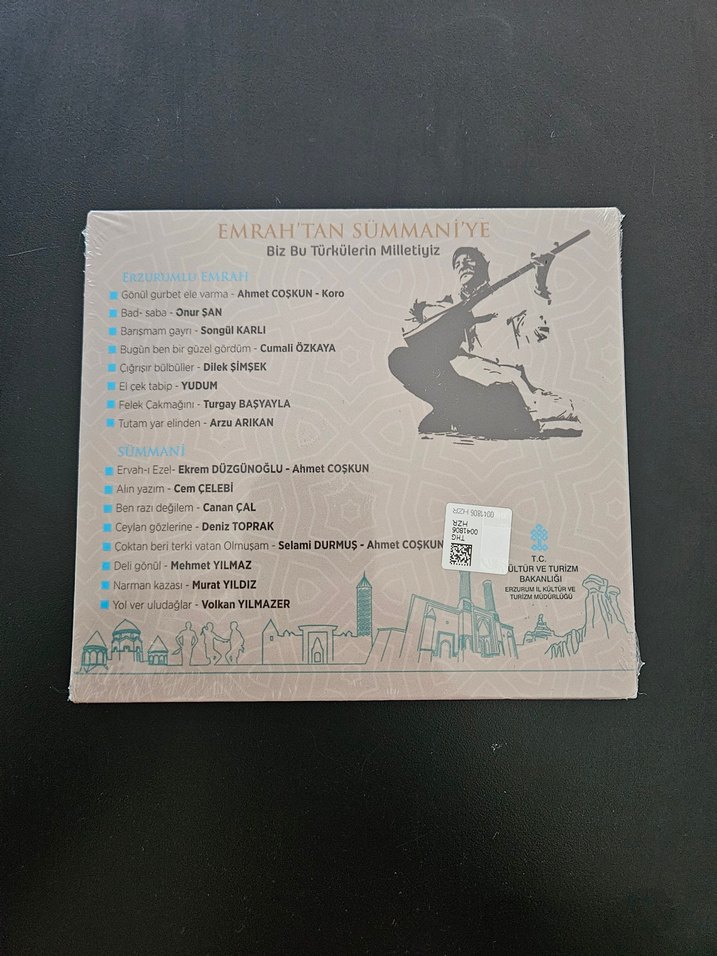 EMRAH'TAN SÜMMANİ'YE
Biz Bu Türkülerin Milletiyiz
ERZURUMLU EMRAH
Gönül gurbet ele varma - Ahmet COŞKUN - Koro
Bad- saba - Onur ŞAN
Barışmam gayrı - Songül KARLI
Bugün ben bir güzel gördüm - Cumali ÖZKAYA
Çığrışır bülbüller - Dilek ŞİMŞEK
El çek tabip - YUDUM
Felek Çakmağını - Turgay BAŞYAYLA
Tutam yar elinden - Arzu ARIKAN
SÜMMANİ
Ervah-ı Ezel- Ekrem DÜZGÜNOĞLU - Ahmet COŞKUN
Alın yazım - Cem ÇELEBİ
Ben razı değilem - Canan ÇAL
Ceylan gözlerine - Deniz TOPRAK
Çoktan beri terki vatan Olmuşam - Selami DURMUŞ - Ahmet COŞKUN
Deli gönül - Mehmet YILMAZ
Narman kazası - Murat YILDIZ
Yol ver uludağlar - Volkan YILMAZER
0041806 HZR
THG
0041806
HZR
T.C.
KÜLTÜR VE TURİZM
BAKANLIĞI
ERZURUM İL KÜLTÜR VE
TURİZM MÜDÜRLÜĞÜ